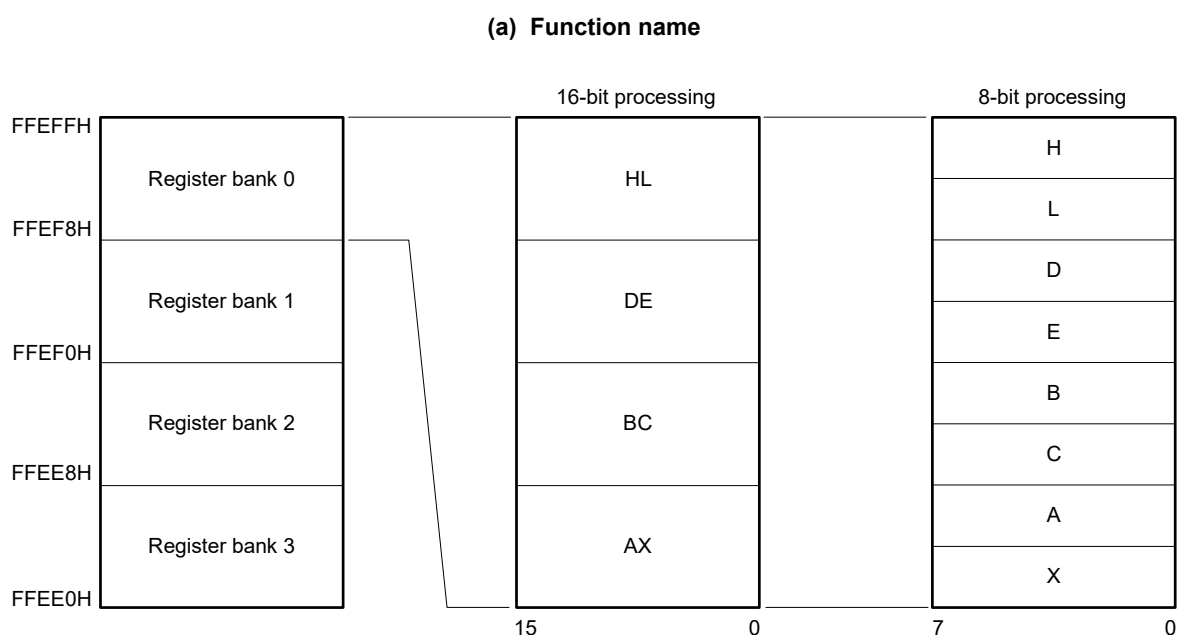 (a) Function name
16-bit processing
8-bit processing
FFEFFH
Register bank 0
HL
H
L
FFEF8H
Register bank 1
DE
D
E
FFEF0H
Register bank 2
BC
B
C
FFEE8H
Register bank 3
AX
A
X
FFEE0H
15 0
7 0